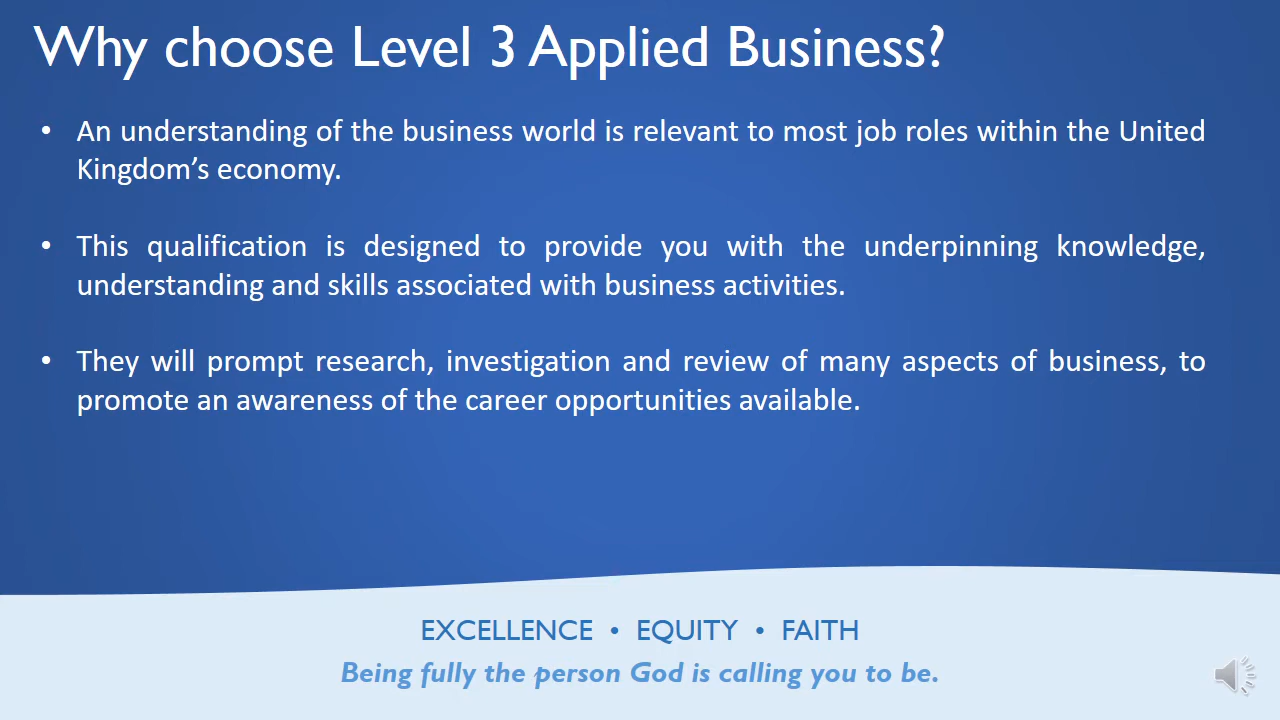 Why choose Level 3 Applied Business?
• An understanding of the business world is relevant to most job roles within the United
Kingdom’s economy.
• This qualification is designed to provide you with the underpinning knowledge,
understanding and skills associated with business activities.
• They will prompt research, investigation and review of many aspects of business, to
promote an awareness of the career opportunities available.
EXCELLENCE • EQUITY • FAITH
Being fully the person God is calling you to be.